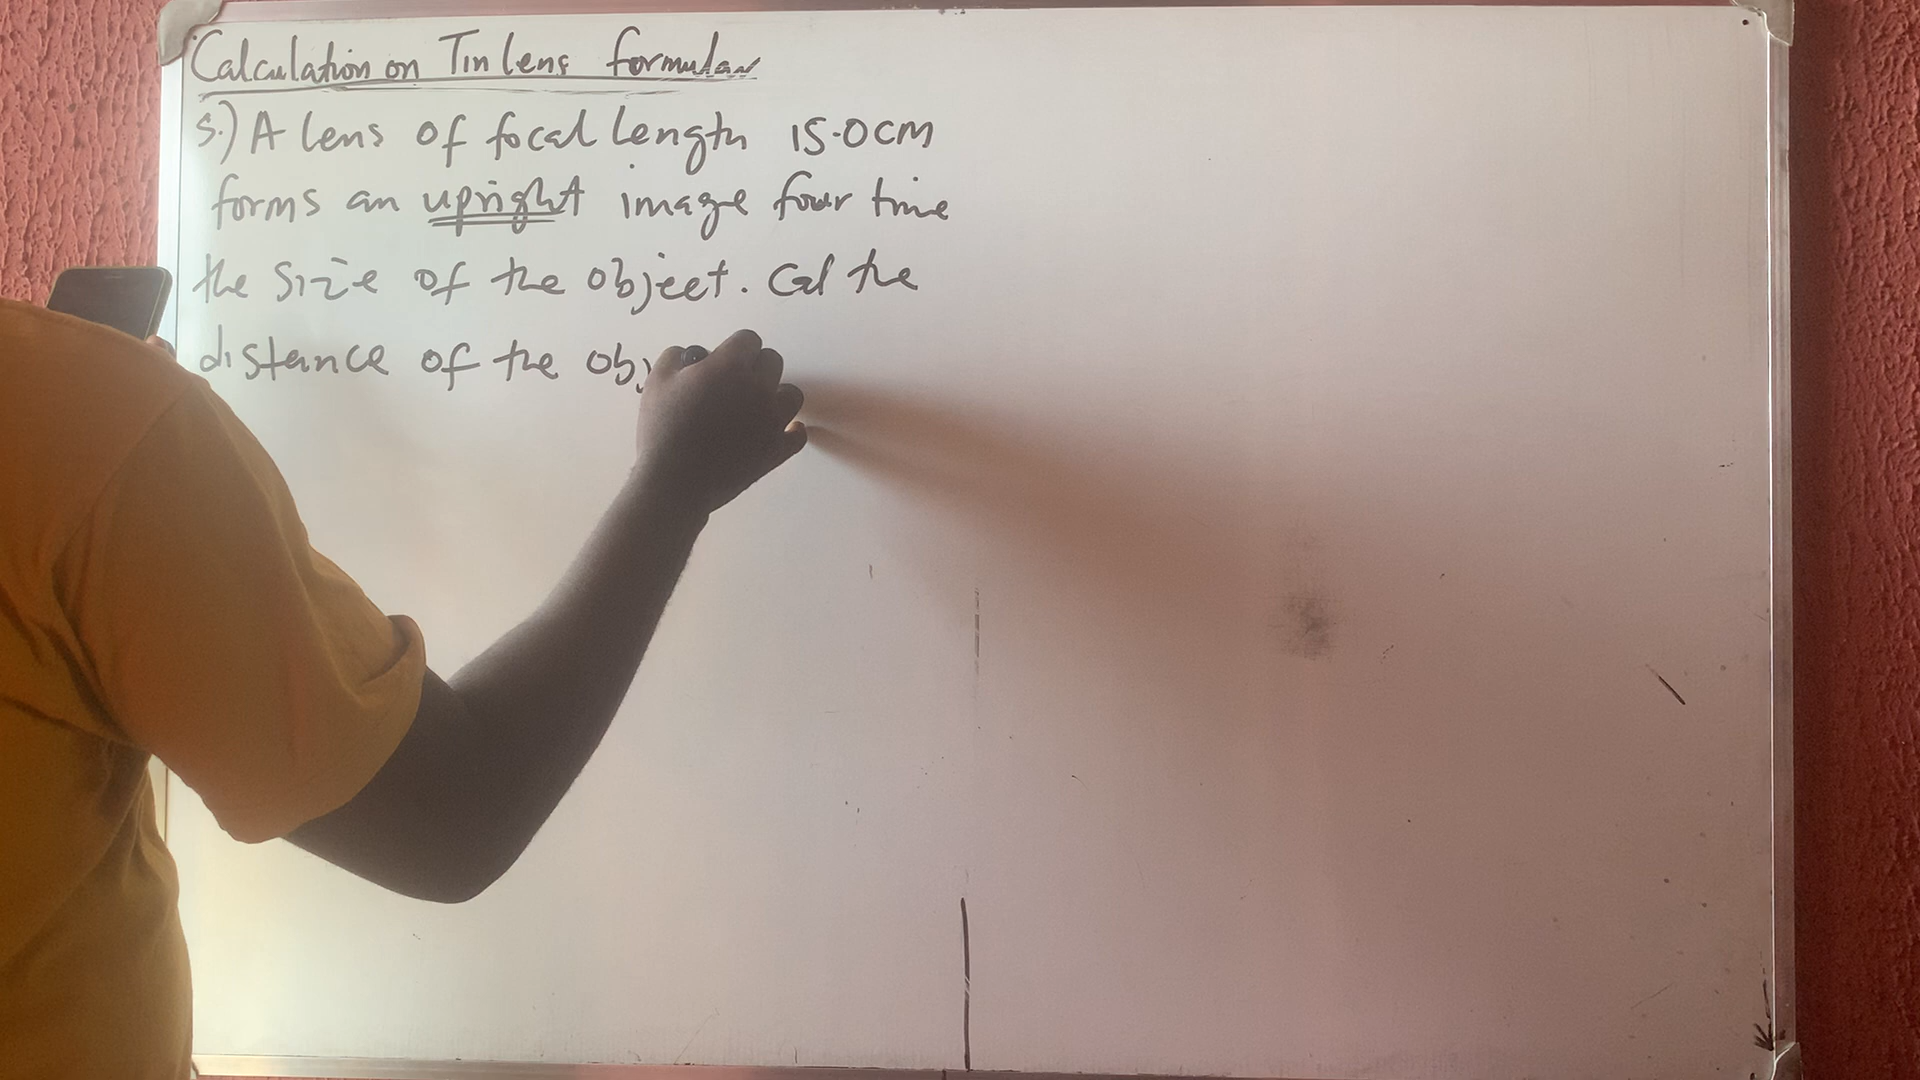 Calculation on Tin lens formular
5.) A lens of focal length 15.0cm
forms an upright image four time
the size of the object. Cal the
distance of the obj